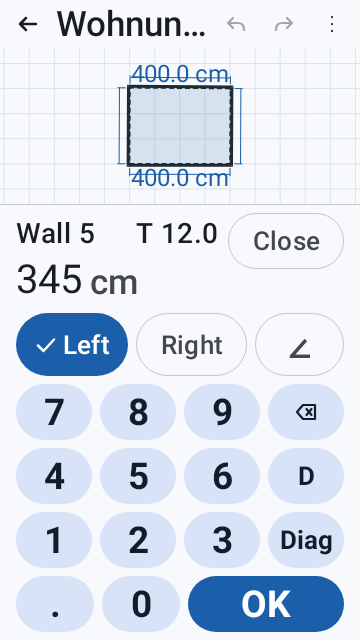 Wohnun...
400.0 cm
400.0 cm
Wall 5 T 12.0 Close
345 cm
Left Right
7 8 9
4 5 6 D
1 2 3 Diag
. 0 OK